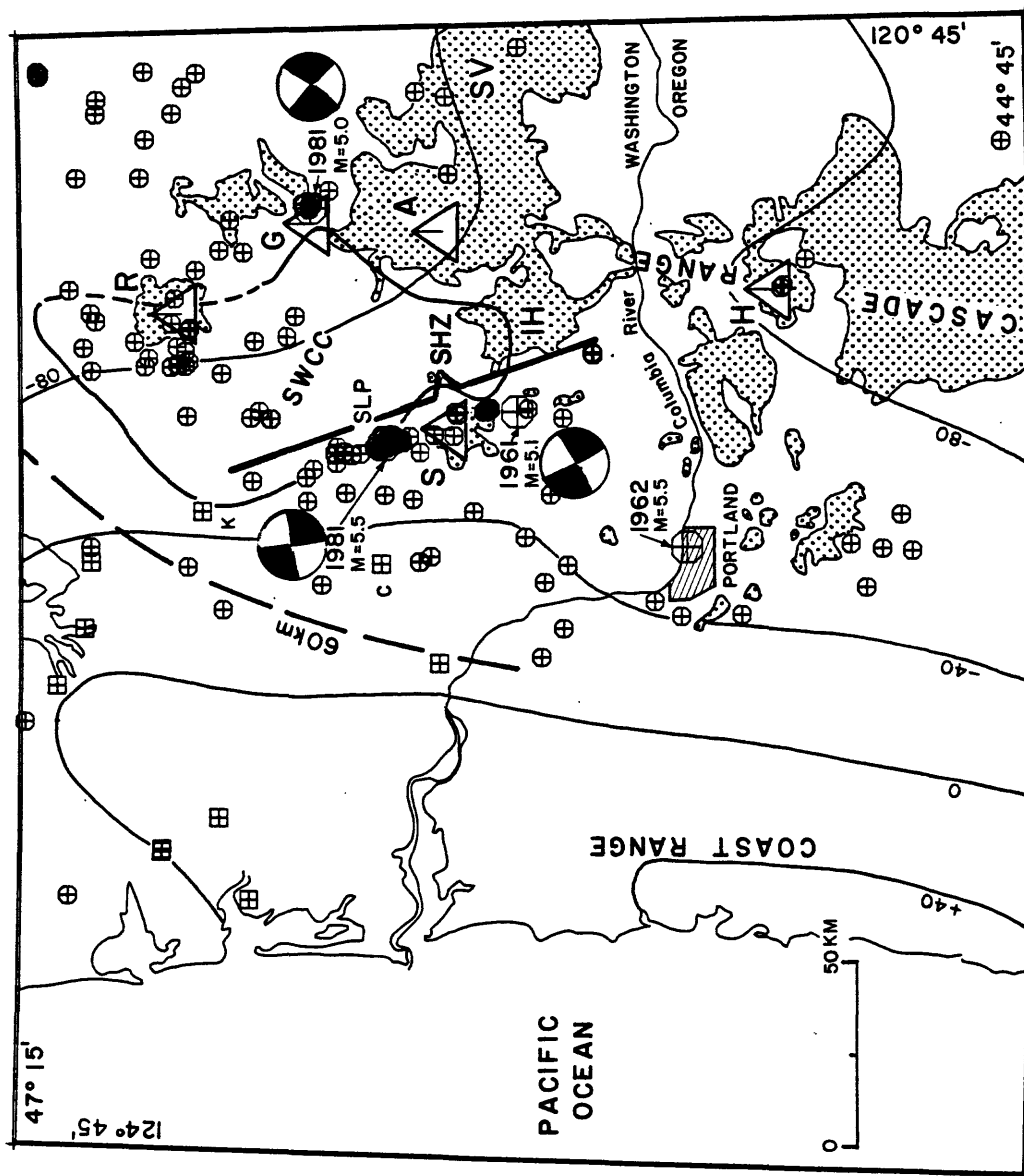 47° 15'
124° 45'
120° 45'
44° 45'
1981
M=5.0
SV
WASHINGTON
OREGON
G
A
R
-80
SWCC
SHZ
IH
SLP
S
1961
M=5.1
River
Columbia
H
CASCADE
RANGE
-80
K
1981
M=5.5
C
60km
1962
M=5.5
PORTLAND
-40
0
COAST RANGE
+40
PACIFIC
OCEAN
0
50 KM